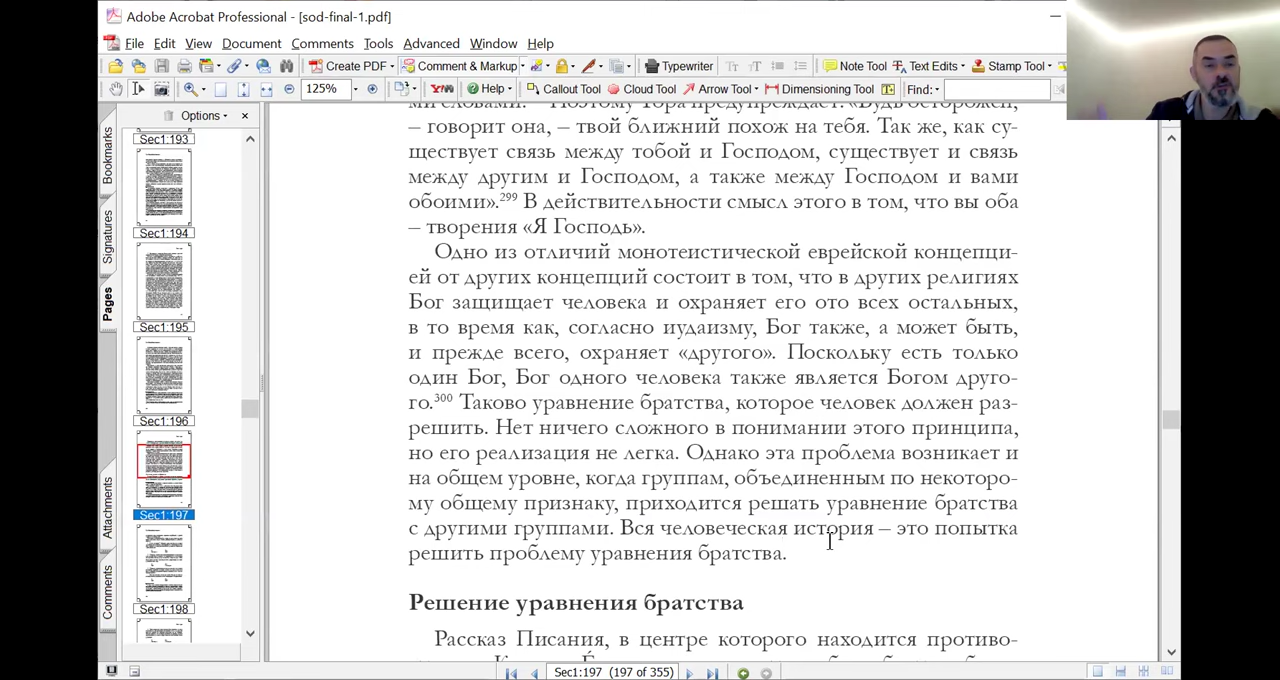 Adobe Acrobat Professional - [sod-final-1.pdf]
File Edit View Document Comments Tools Advanced Window Help
Create PDF Comment & Markup Typewriter Note Tool Text Edits Stamp Tool
125% Help Callout Tool Cloud Tool Arrow Tool Dimensioning Tool Find:
Options
Bookmarks
Signatures
Pages
Attachments
Comments
Sec1:193
Sec1:194
Sec1:195
Sec1:196
Sec1:197
Sec1:198
ми словами. Поэтому Тора предупреждает: «Будь осторожен,
– говорит она, – твой ближний похож на тебя. Так же, как су-
ществует связь между тобой и Господом, существует и связь
между другим и Господом, а также между Господом и вами
обоими».299 В действительности смысл этого в том, что вы оба
– творения «Я Господь».
Одно из отличий монотеистической еврейской концепци-
ей от других концепций состоит в том, что в других религиях
Бог защищает человека и охраняет его ото всех остальных,
в то время как, согласно иудаизму, Бог также, а может быть,
и прежде всего, охраняет «другого». Поскольку есть только
один Бог, Бог одного человека также является Богом друго-
го.300 Таково уравнение братства, которое человек должен раз-
решить. Нет ничего сложного в понимании этого принципа,
но его реализация не легка. Однако эта проблема возникает и
на общем уровне, когда группам, объединенным по некоторо-
му общему признаку, приходится решать уравнение братства
с другими группами. Вся человеческая история – это попытка
решить проблему уравнения братства.
Решение уравнения братства
Рассказ Писания, в центре которого находится противо-
Sec1:197 (197 of 355)